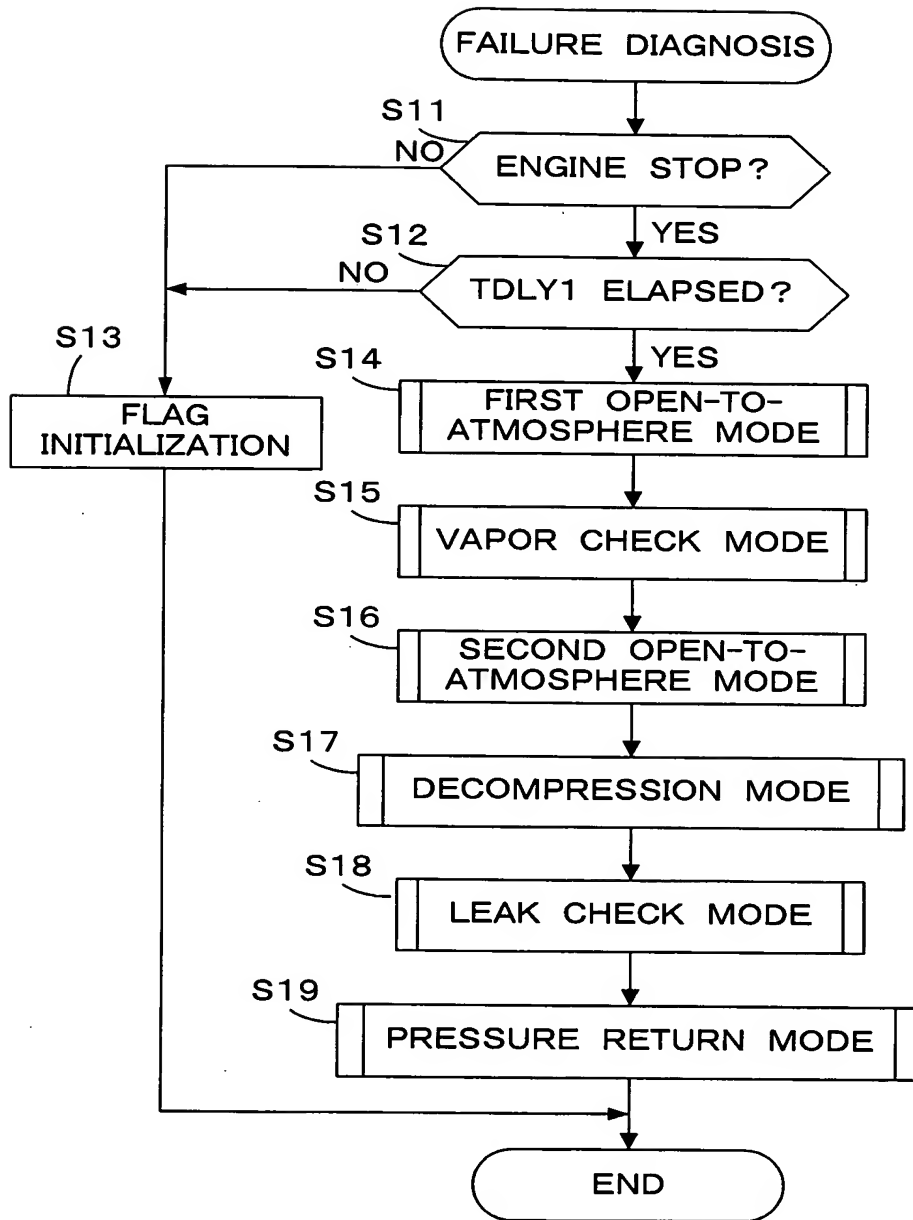 FAILURE DIAGNOSIS
S11
NO
ENGINE STOP?
YES
S12
NO
TDLY1 ELAPSED?
YES
S13
FLAG
INITIALIZATION
S14
FIRST OPEN-TO-
ATMOSPHERE MODE
S15
VAPOR CHECK MODE
S16
SECOND OPEN-TO-
ATMOSPHERE MODE
S17
DECOMPRESSION MODE
S18
LEAK CHECK MODE
S19
PRESSURE RETURN MODE
END